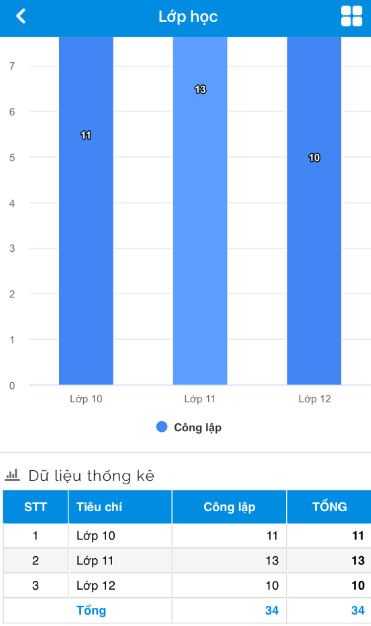 Lớp học
7
6
5
4
3
2
1
0
11
13
10
Lớp 10 Lớp 11 Lớp 12
Công lập
Dữ liệu thống kê
STT Tiêu chí Công lập TỔNG
1 Lớp 10 11 11
2 Lớp 11 13 13
3 Lớp 12 10 10
Tổng 34 34